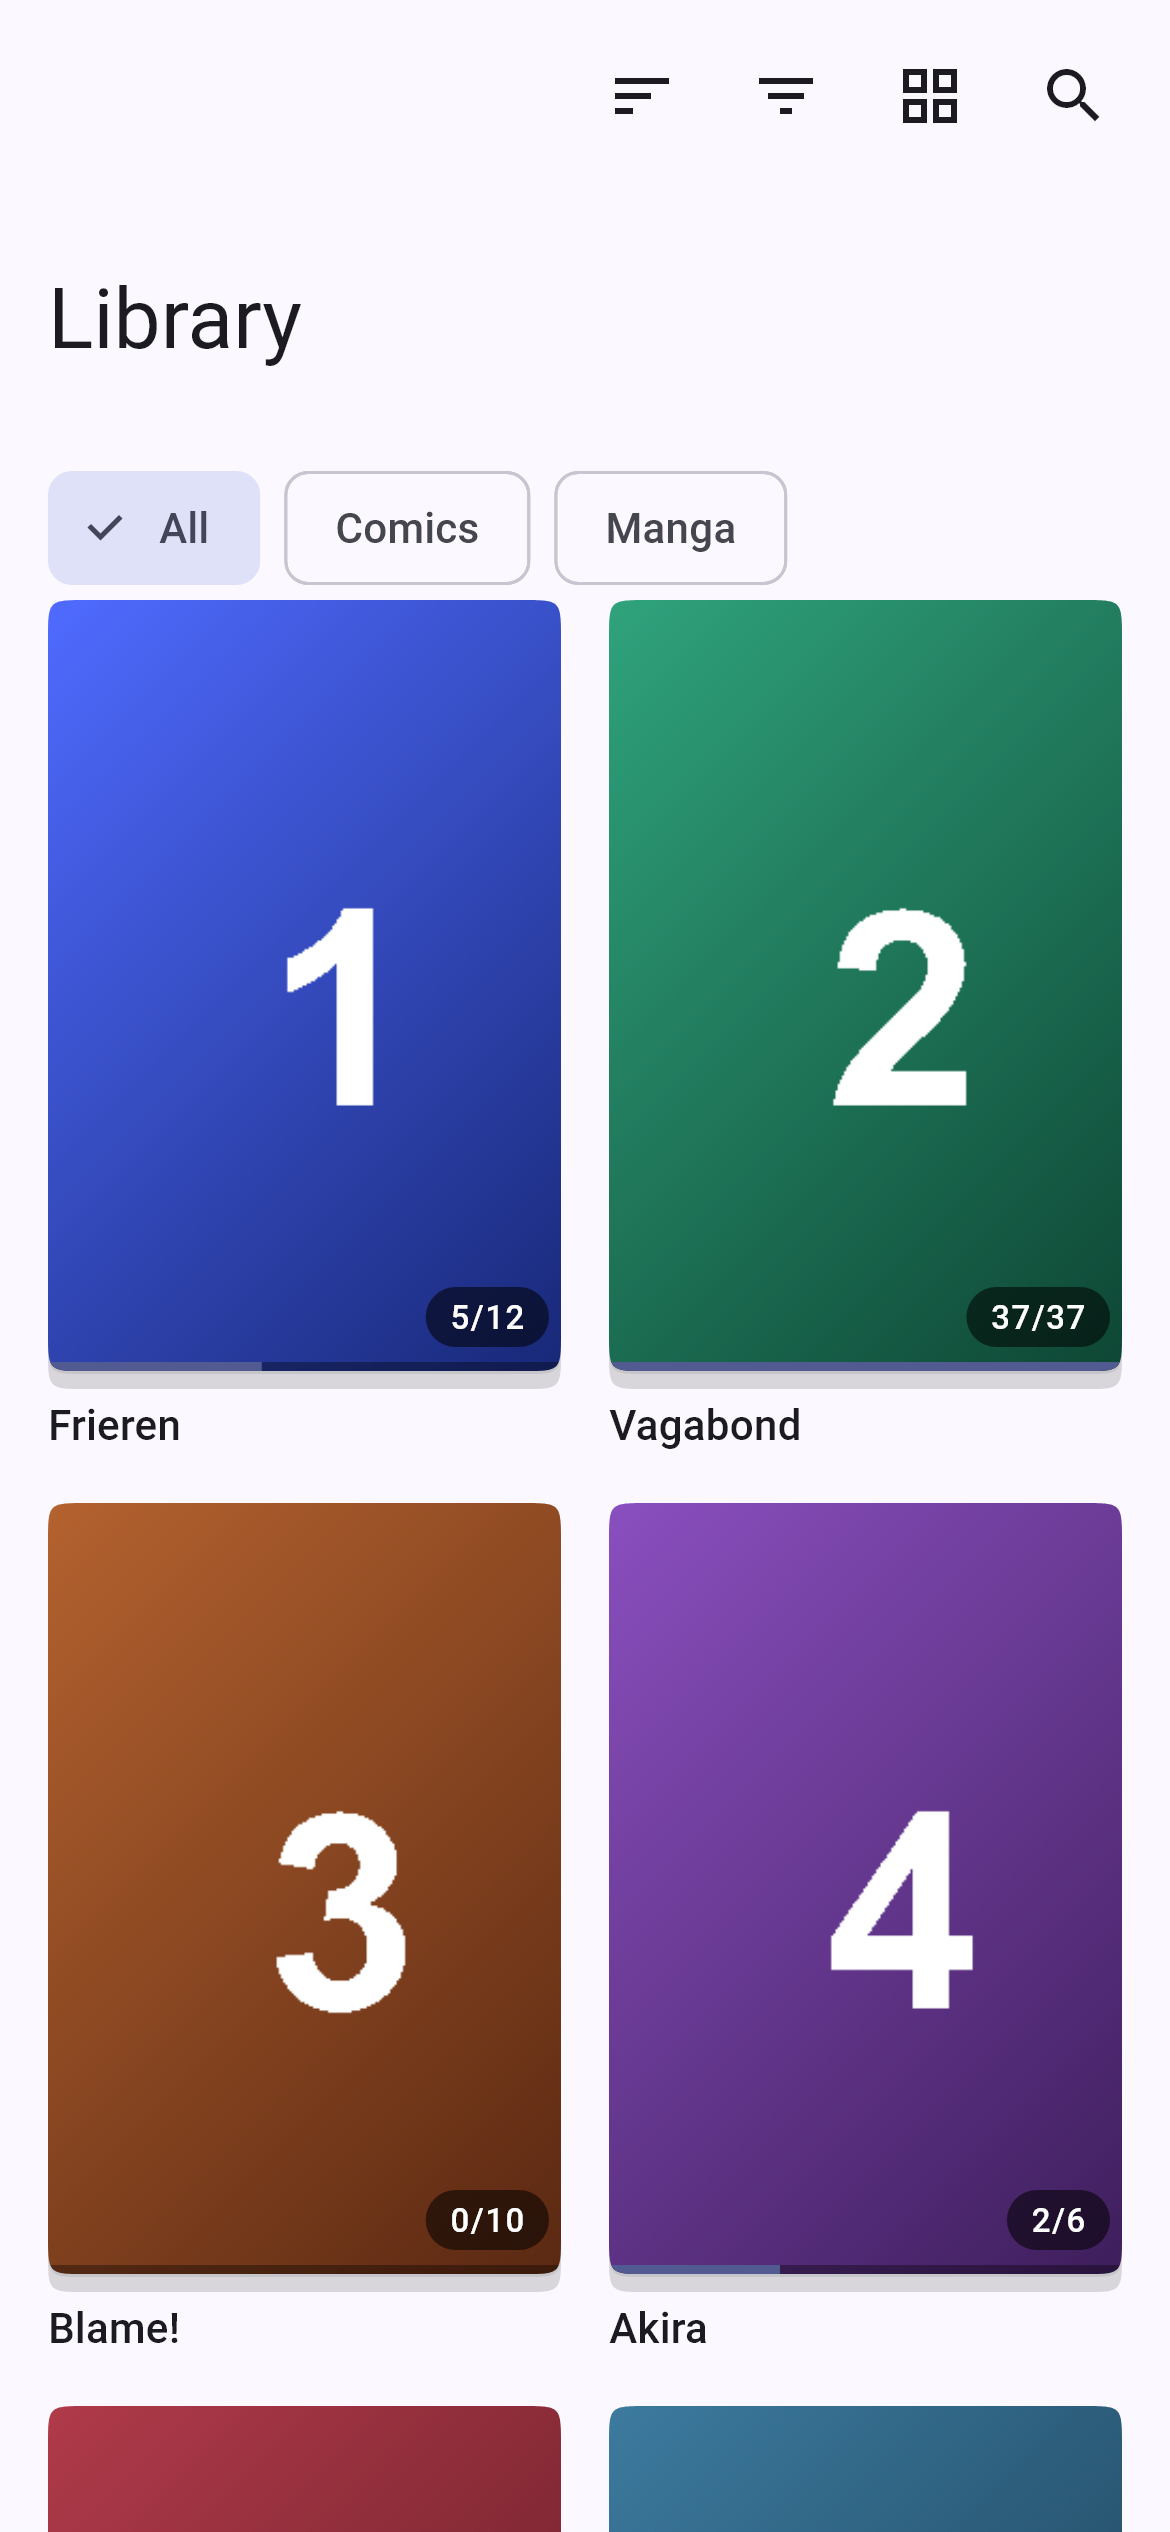 Library
All
Comics
Manga
1
2
5/12
37/37
Frieren
Vagabond
3
4
0/10
2/6
Blame!
Akira